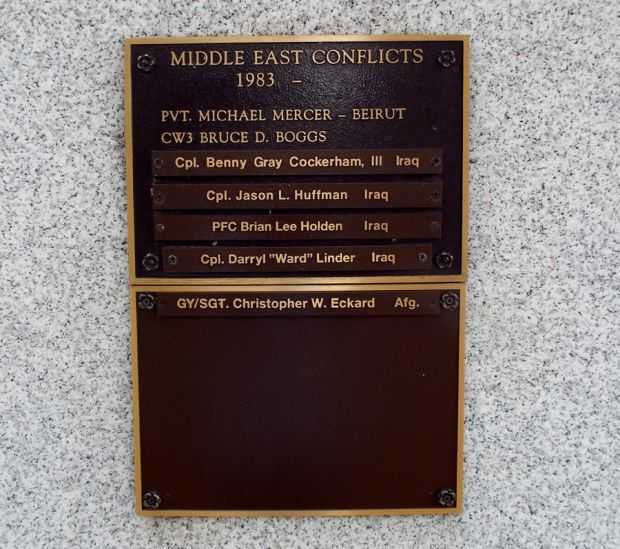 MIDDLE EAST CONFLICTS
1983 –
PVT. MICHAEL MERCER – BEIRUT
CW3 BRUCE D. BOGGS
Cpl. Benny Gray Cockerham, III Iraq
Cpl. Jason L. Huffman Iraq
PFC Brian Lee Holden Iraq
Cpl. Darryl "Ward" Linder Iraq
GY/SGT. Christopher W. Eckard Afg.